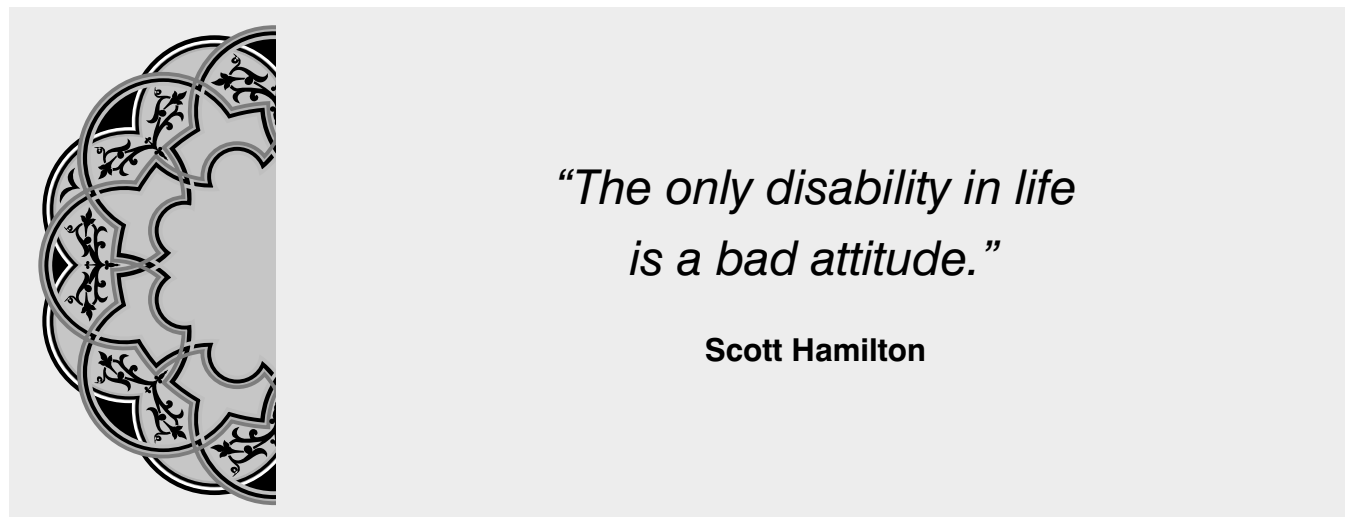 “The only disability in life
is a bad attitude.”
Scott Hamilton